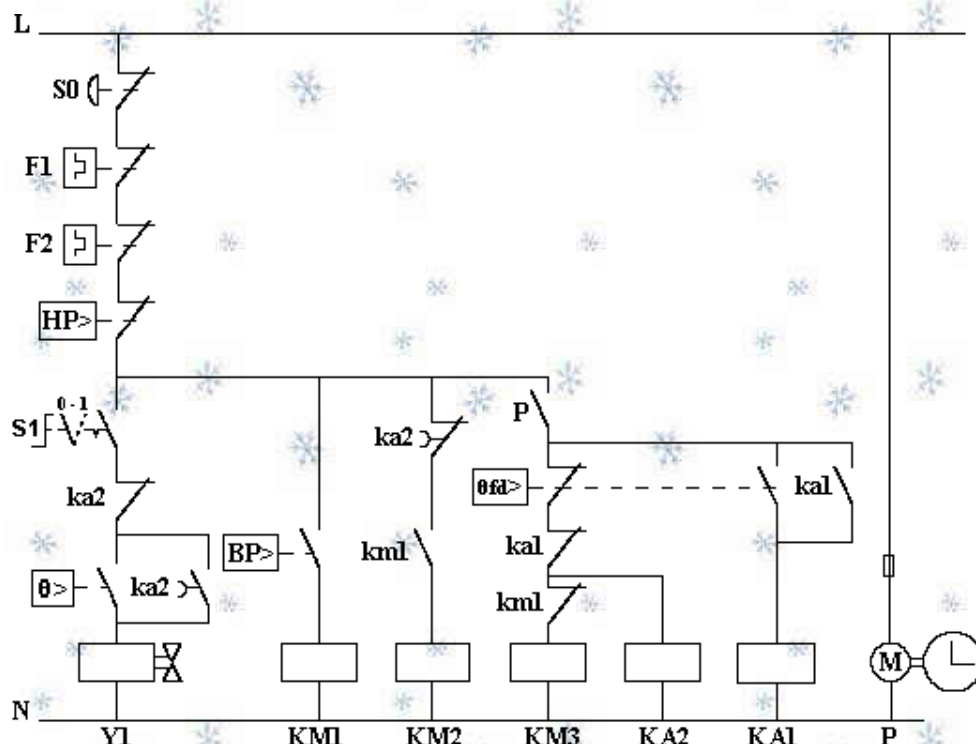 L
S0
F1
F2
HP>
0 - 1
S1
P
ka2
θfd>
ka1
ka2
BP>
km1
ka1
θ>
ka2
km1
M
N
Y1 KM1 KM2 KM3 KA2 KA1 P